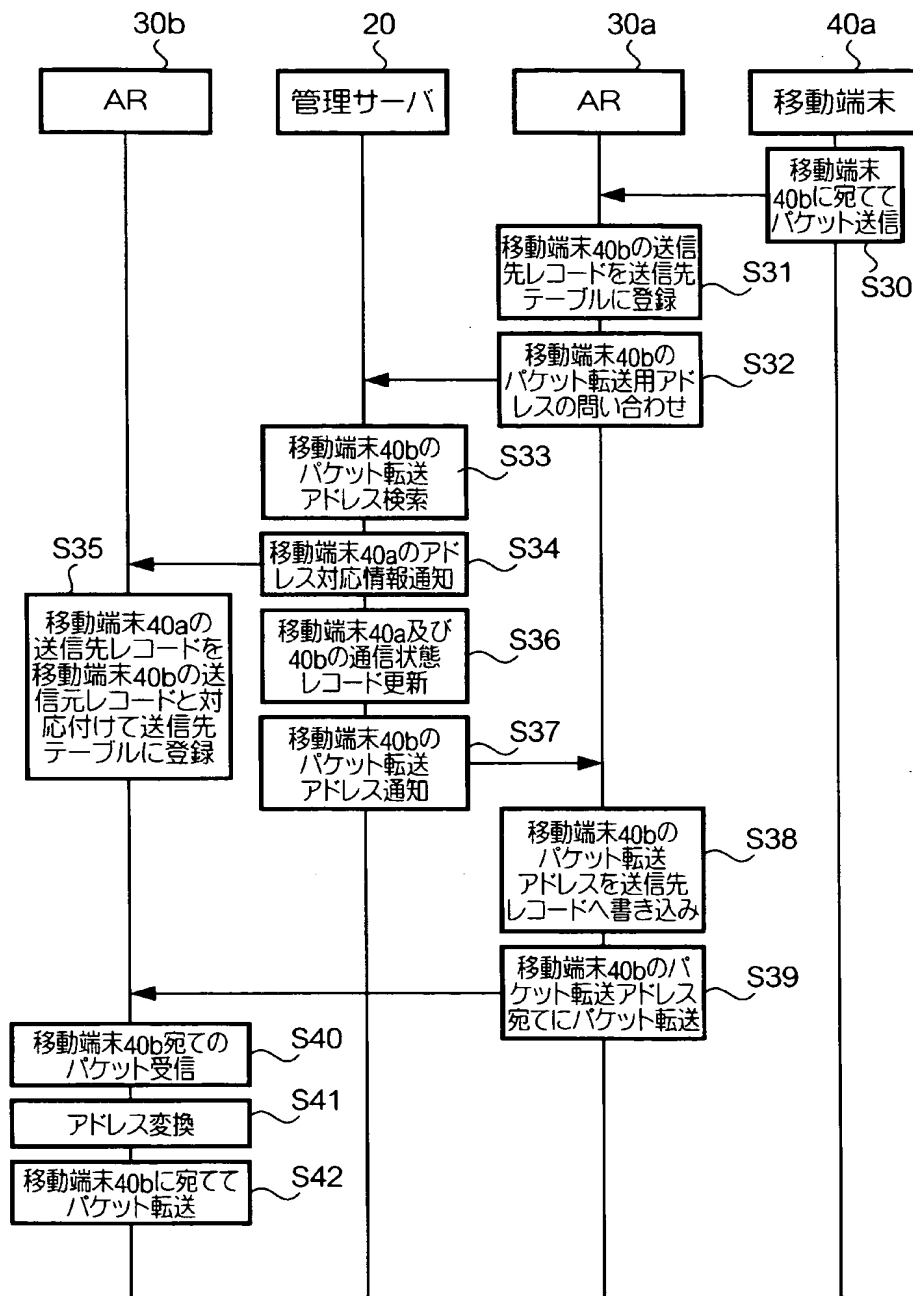 30b
20
30a
40a
AR
管理サーバ
AR
移動端末
移動端末
40bに宛てて
パケット送信
S30
移動端末40bの送信
先レコードを送信先
テーブルに登録
S31
移動端末40bの
パケット転送用アド
レスの問い合わせ
S32
移動端末40bの
パケット転送
アドレス検索
S33
移動端末40aのアド
レス対応情報通知
S34
S35
移動端末40aの
送信先レコードを
移動端末40bの送
信元レコードと対
応付けて送信先
テーブルに登録
移動端末40a及び
40bの通信状態
レコード更新
S36
移動端末40bの
パケット転送
アドレス通知
S37
移動端末40bの
パケット転送
アドレスを送信先
レコードへ書き込み
S38
移動端末40bのパ
ケット転送アドレス
宛てにパケット転送
S39
移動端末40b宛ての
パケット受信
S40
アドレス変換
S41
移動端末40bに宛てて
パケット転送
S42